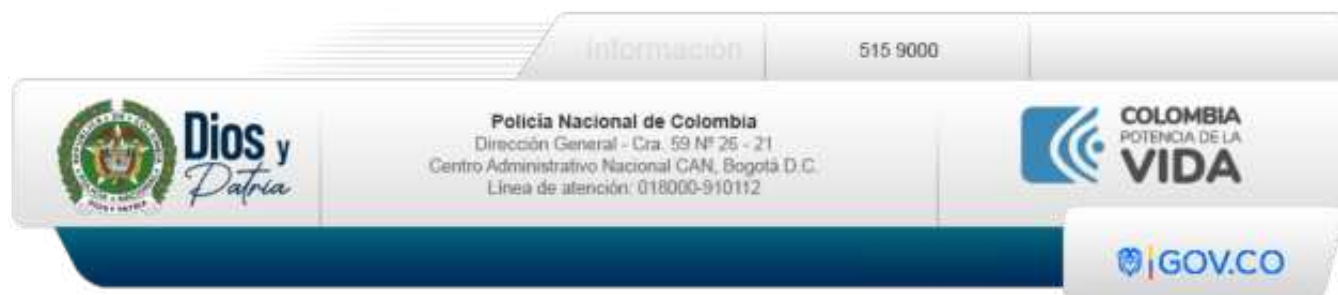 Información
515 9000
Dios y
Patria
Policía Nacional de Colombia
Dirección General - Cra. 59 Nº 26 - 21
Centro Administrativo Nacional CAN, Bogotá D.C.
Línea de atención: 018000-910112
COLOMBIA
POTENCIA DE LA
VIDA
GOV.CO